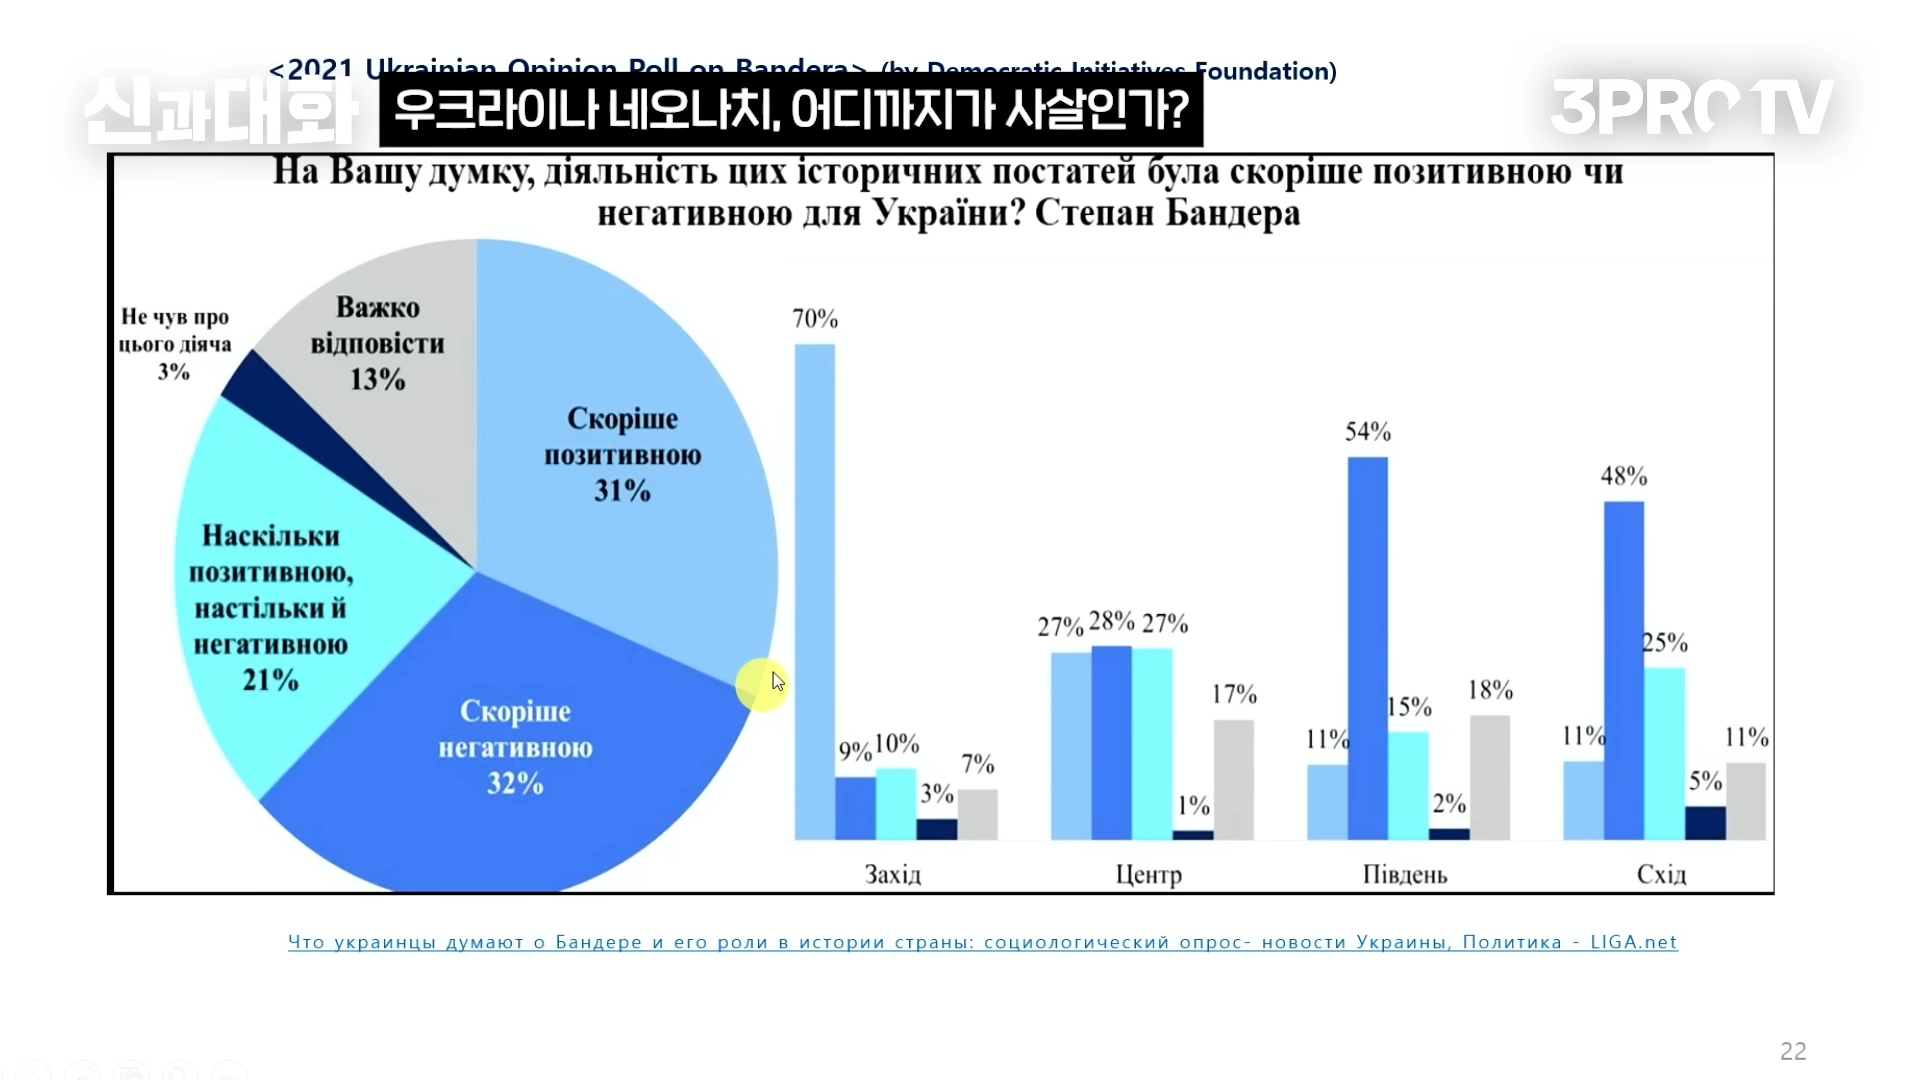 <2021 Ukrainian Opinion Poll on Bandera> (by Democratic Initiatives Foundation)
신과대화
우크라이나 네오나치, 어디까지가 사살인가?
3PRO TV
На Вашу думку, діяльність цих історичних постатей була скоріше позитивною чи
негативною для України? Степан Бандера
Не чув про
цього діяча
3%
Важко
відповісти
13%
Скоріше
позитивною
31%
Наскільки
позитивною,
настільки й
негативною
21%
Скоріше
негативною
32%
70%
9%
10%
3%
7%
27%
28%
27%
1%
17%
11%
54%
15%
2%
18%
11%
48%
25%
5%
11%
Захід
Центр
Південь
Схід
Что украинцы думают о Бандере и его роли в истории страны: социологический опрос- новости Украины, Политика - LIGA.net
22